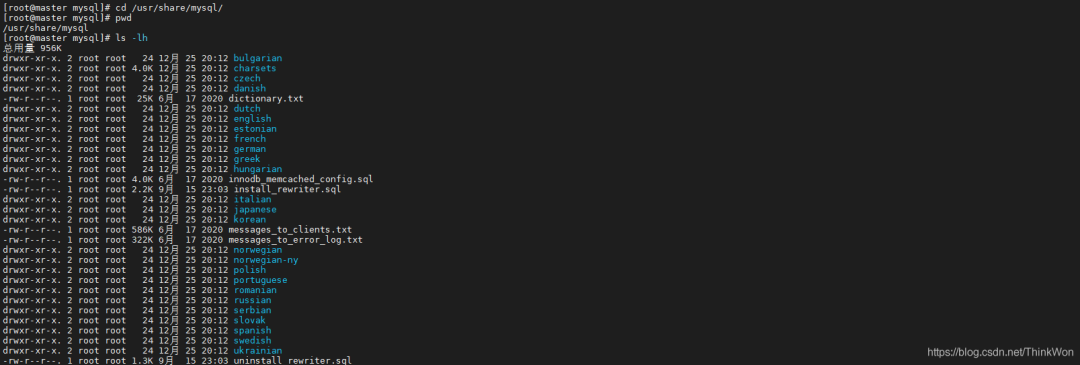 [root@master mysql]# cd /usr/share/mysql/
[root@master mysql]# pwd
/usr/share/mysql
[root@master mysql]# ls -lh
总用量 956K
drwxr-xr-x. 2 root root   24 12月 25 20:12 bulgarian
drwxr-xr-x. 2 root root 4.0K 12月 25 20:12 charsets
drwxr-xr-x. 2 root root   24 12月 25 20:12 czech
drwxr-xr-x. 2 root root   24 12月 25 20:12 danish
-rw-r--r--. 1 root root  25K 6月  17 2020 dictionary.txt
drwxr-xr-x. 2 root root   24 12月 25 20:12 dutch
drwxr-xr-x. 2 root root   24 12月 25 20:12 english
drwxr-xr-x. 2 root root   24 12月 25 20:12 estonian
drwxr-xr-x. 2 root root   24 12月 25 20:12 french
drwxr-xr-x. 2 root root   24 12月 25 20:12 german
drwxr-xr-x. 2 root root   24 12月 25 20:12 greek
drwxr-xr-x. 2 root root   24 12月 25 20:12 hungarian
-rw-r--r--. 1 root root 4.0K 6月  17 2020 innodb_memcached_config.sql
-rw-r--r--. 1 root root 2.2K 9月  15 23:03 install_rewriter.sql
drwxr-xr-x. 2 root root   24 12月 25 20:12 italian
drwxr-xr-x. 2 root root   24 12月 25 20:12 japanese
drwxr-xr-x. 2 root root   24 12月 25 20:12 korean
-rw-r--r--. 1 root root 586K 6月  17 2020 messages_to_clients.txt
-rw-r--r--. 1 root root 322K 6月  17 2020 messages_to_error_log.txt
drwxr-xr-x. 2 root root   24 12月 25 20:12 norwegian
drwxr-xr-x. 2 root root   24 12月 25 20:12 norwegian-ny
drwxr-xr-x. 2 root root   24 12月 25 20:12 polish
drwxr-xr-x. 2 root root   24 12月 25 20:12 portuguese
drwxr-xr-x. 2 root root   24 12月 25 20:12 romanian
drwxr-xr-x. 2 root root   24 12月 25 20:12 russian
drwxr-xr-x. 2 root root   24 12月 25 20:12 serbian
drwxr-xr-x. 2 root root   24 12月 25 20:12 slovak
drwxr-xr-x. 2 root root   24 12月 25 20:12 spanish
drwxr-xr-x. 2 root root   24 12月 25 20:12 swedish
drwxr-xr-x. 2 root root   24 12月 25 20:12 ukrainian
-rw-r--r--. 1 root root 1.3K 9月  15 23:03 uninstall_rewriter.sql
https://blog.csdn.net/ThinkWon